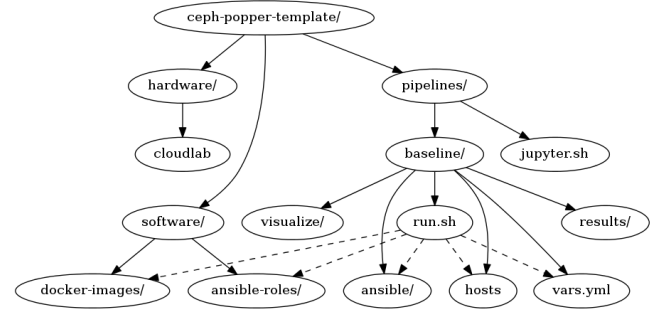 ceph-popper-template/
hardware/
pipelines/
cloudlab
baseline/
jupyter.sh
software/
visualize/
run.sh
results/
docker-images/
ansible-roles/
ansible/
hosts
vars.yml